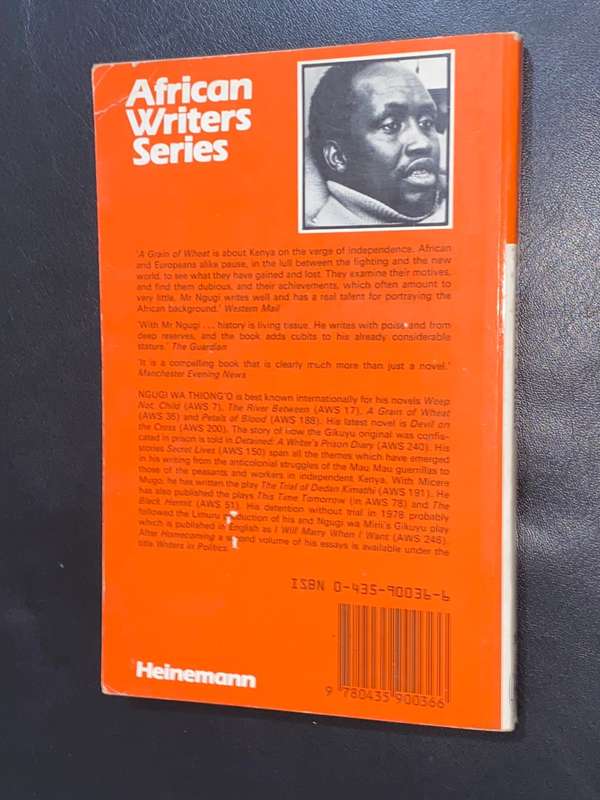 African
Writers
Series
'A Grain of Wheat is about Kenya on the verge of independence. African
and Europeans alike pause, in the lull between the fighting and the new
world, to see what they have gained and lost. They examine their motives,
and find them dubious, and their achievements, which often amount to
very little. Mr Ngugi writes well and has a real talent for portraying the
African background.' Western Mail
'With Mr Ngugi . . . history is living tissue. He writes with poise and from
deep reserves, and the book adds cubits to his already considerable
stature.' The Guardian
'It is a compelling book that is clearly much more than just a novel.'
Manchester Evening News
NGUGI WA THIONG'O is best known internationally for his novels Weep
Not, Child (AWS 7), The River Between (AWS 17), A Grain of Wheat
(AWS 36) and Petals of Blood (AWS 188). His latest novel is Devil on
the Cross (AWS 200). The story of how the Gikuyu original was confis-
cated in prison is told in Detained: A Writer's Prison Diary (AWS 240). His
stories Secret Lives (AWS 150) span all the themes which have emerged
in his writing from the anticolonial struggles of the Mau Mau guerrillas to
those of the peasants and workers in independent Kenya. With Micere
Mugo, he has written the play The Trial of Dedan Kimathi (AWS 191). He
has also published the plays This Time Tomorrow (in AWS 78) and The
Black Hermit (AWS 51). His detention without trial in 1978 probably
followed the Limuru production of his and Ngugi wa Mirii's Gikuyu play
which is published in English as I Will Marry When I Want (AWS 246).
After Homecoming a second volume of his essays is available under the
title Writers in Politics.
ISBN 0-435-90036-6
Heinemann
9 780435 900366